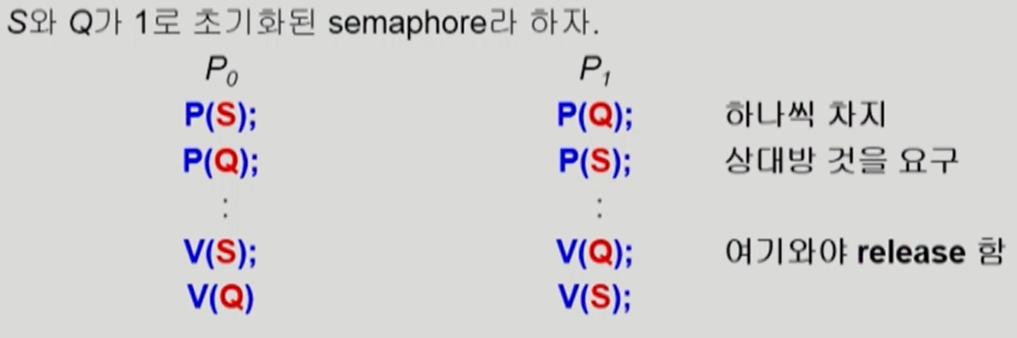 S와 Q가 1로 초기화된 semaphore라 하자.
P0 P1
P(S); P(Q); 하나씩 차지
P(Q); P(S); 상대방 것을 요구
: :
V(S); V(Q); 여기와야 release 함
V(Q) V(S);